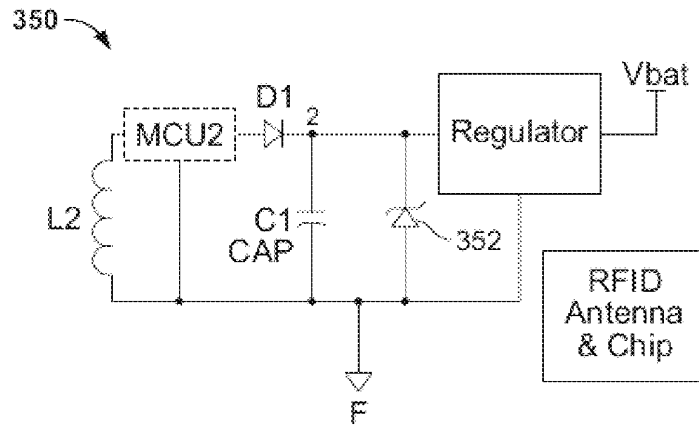 350
Vbat
D1
2
MCU2
Regulator
L2
C1
CAP
352
RFID
Antenna
& Chip
F